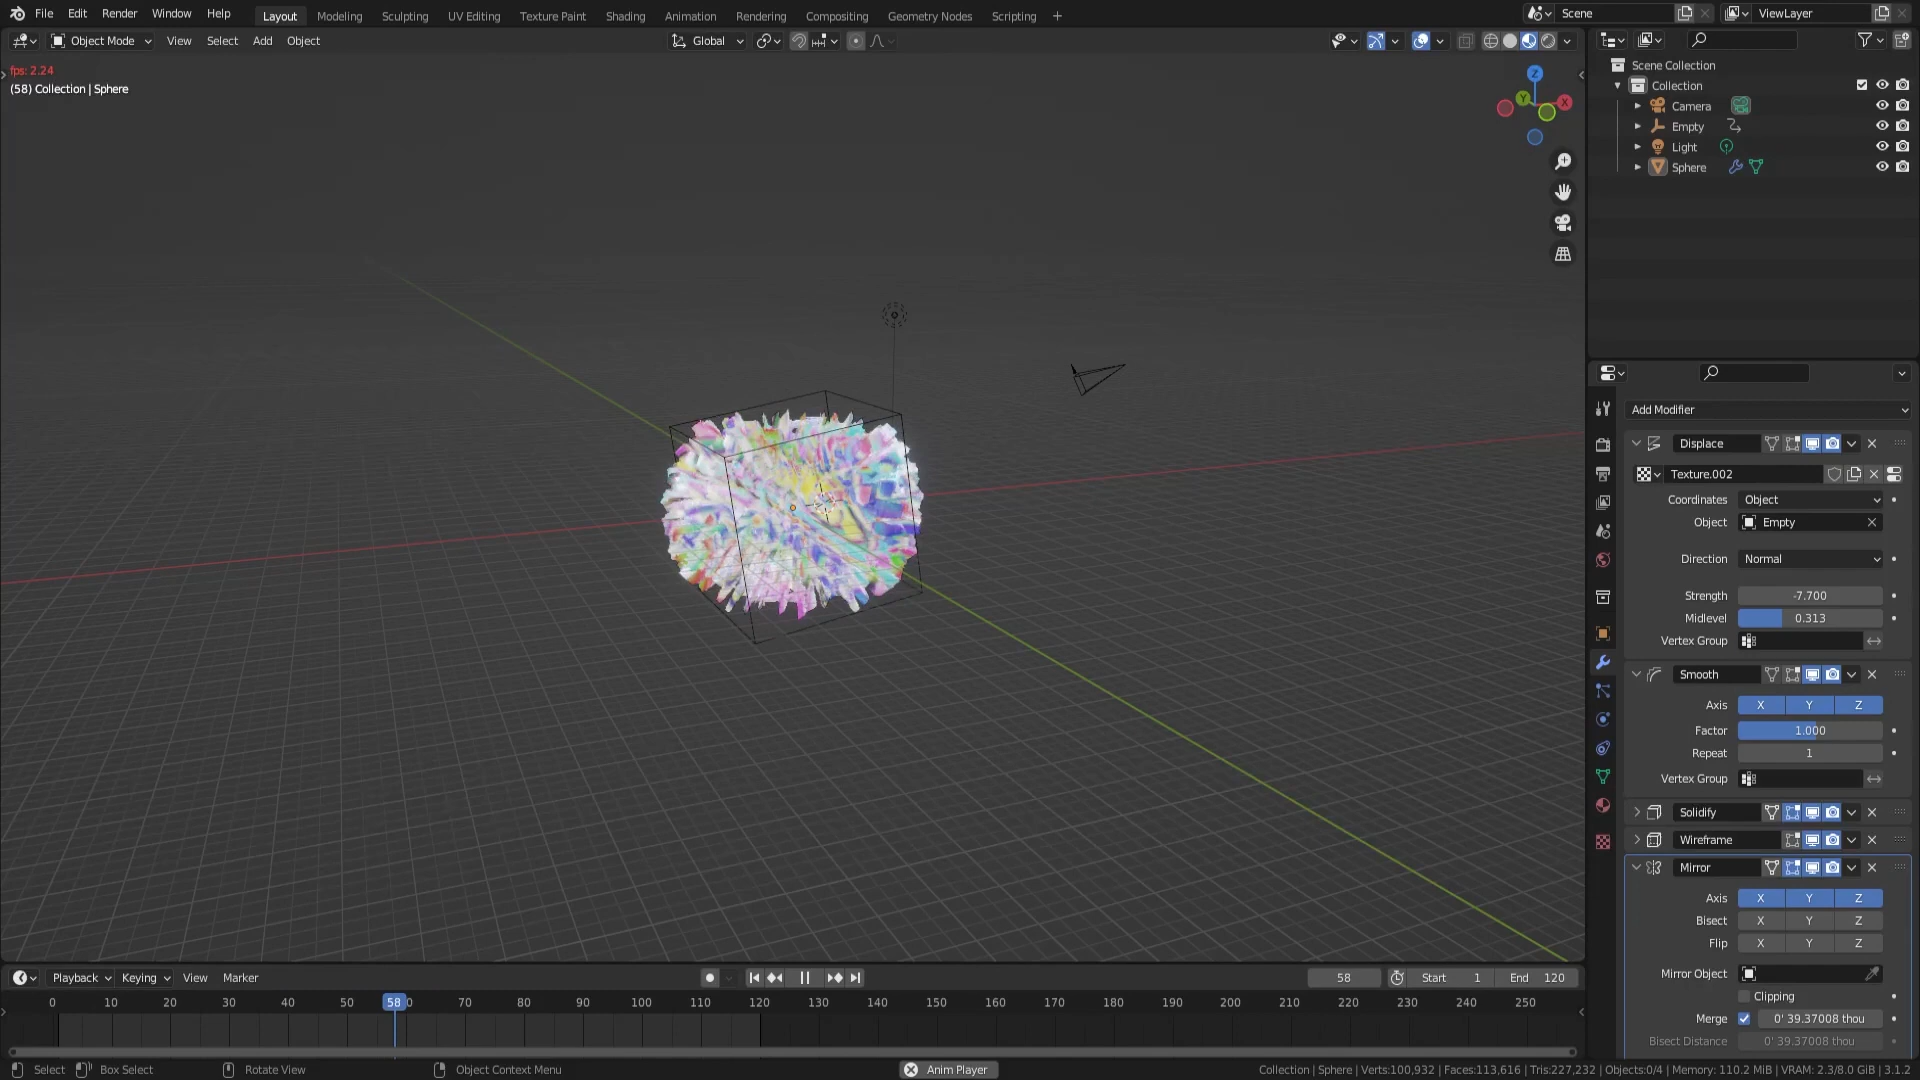 File Edit Render Window Help Layout Modeling Sculpting UV Editing Texture Paint Shading Animation Rendering Compositing Geometry Nodes Scripting + Scene ViewLayer
Object Mode View Select Add Object Global
fps: 2.24
(58) Collection | Sphere
Z
Y X
Scene Collection
Collection
Camera
Empty
Light
Sphere
Add Modifier
Displace
Texture.002
Coordinates Object
Object Empty
Direction Normal
Strength -7.700
Midlevel 0.313
Vertex Group
Smooth
Axis X Y Z
Factor 1.000
Repeat 1
Vertex Group
Solidify
Wireframe
Mirror
Axis X Y Z
Bisect X Y Z
Flip X Y Z
Mirror Object
Clipping
Merge 0' 39.37008 thou
Bisect Distance 0' 39.37008 thou
Playback Keying View Marker 58 Start 1 End 120
0 10 20 30 40 50 58 0 70 80 90 100 110 120 130 140 150 160 170 180 190 200 210 220 230 240 250
Select Box Select Rotate View Object Context Menu Anim Player Collection | Sphere | Verts:100,932 | Faces:113,616 | Tris:227,232 | Objects:0/4 | Memory: 110.2 MiB | VRAM: 2.3/8.0 GiB | 3.1.2